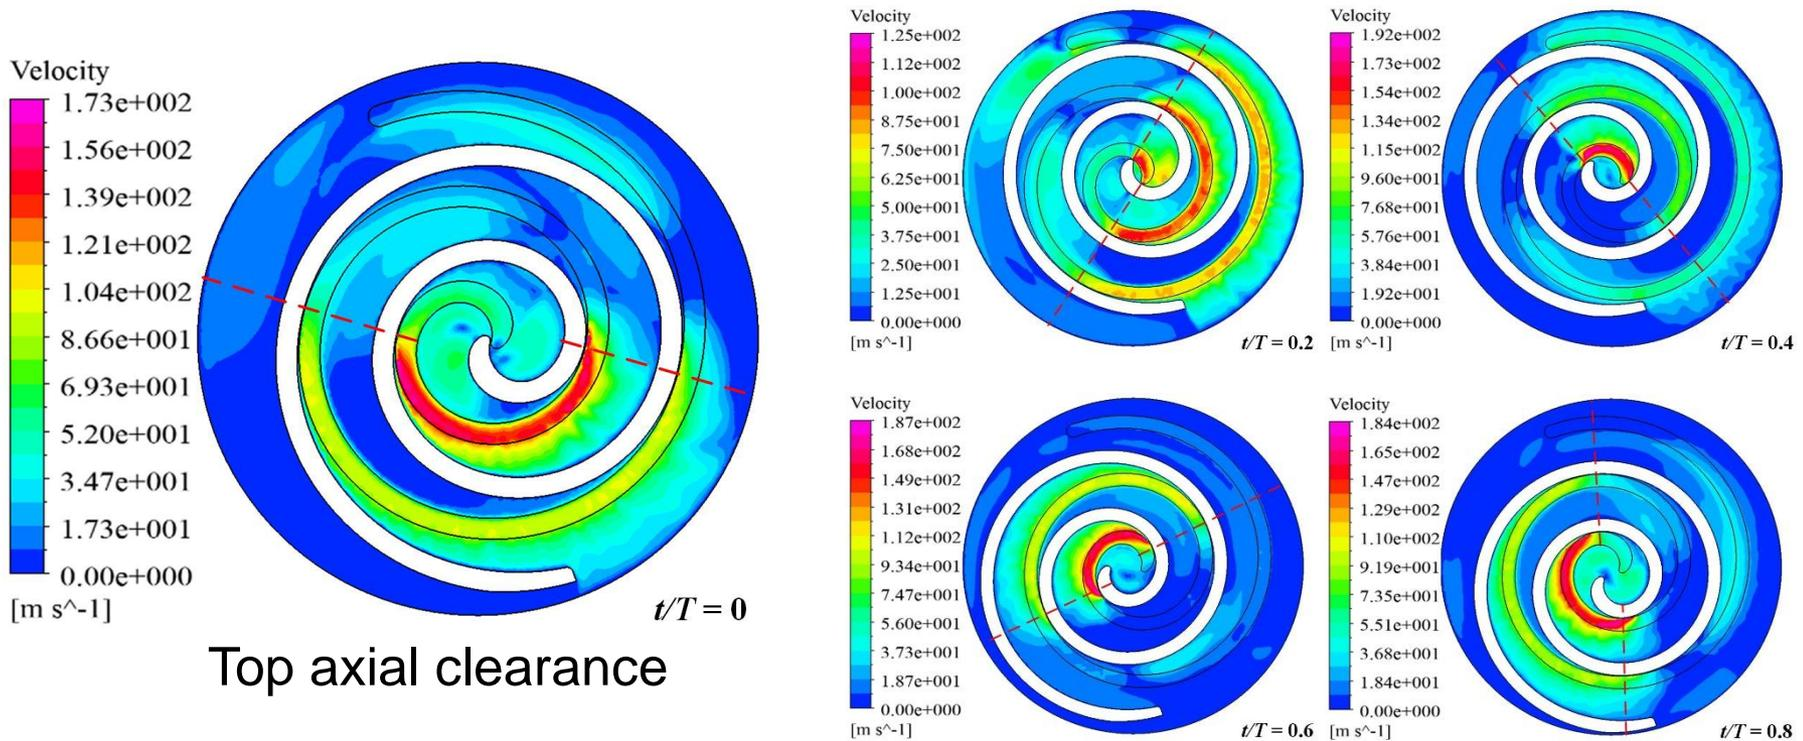 Velocity
1.73e+002
1.56e+002
1.39e+002
1.21e+002
1.04e+002
8.66e+001
6.93e+001
5.20e+001
3.47e+001
1.73e+001
0.00e+000
[m s^-1]
t/T = 0
Top axial clearance
Velocity
1.25e+002
1.12e+002
1.00e+002
8.75e+001
7.50e+001
6.25e+001
5.00e+001
3.75e+001
2.50e+001
1.25e+001
0.00e+000
[m s^-1]
t/T = 0.2
Velocity
1.92e+002
1.73e+002
1.54e+002
1.34e+002
1.15e+002
9.60e+001
7.68e+001
5.76e+001
3.84e+001
1.92e+001
0.00e+000
[m s^-1]
t/T = 0.4
Velocity
1.87e+002
1.68e+002
1.49e+002
1.31e+002
1.12e+002
9.34e+001
7.47e+001
5.60e+001
3.73e+001
1.87e+001
0.00e+000
[m s^-1]
t/T = 0.6
Velocity
1.84e+002
1.65e+002
1.47e+002
1.29e+002
1.10e+002
9.19e+001
7.35e+001
5.51e+001
3.68e+001
1.84e+001
0.00e+000
[m s^-1]
t/T = 0.8